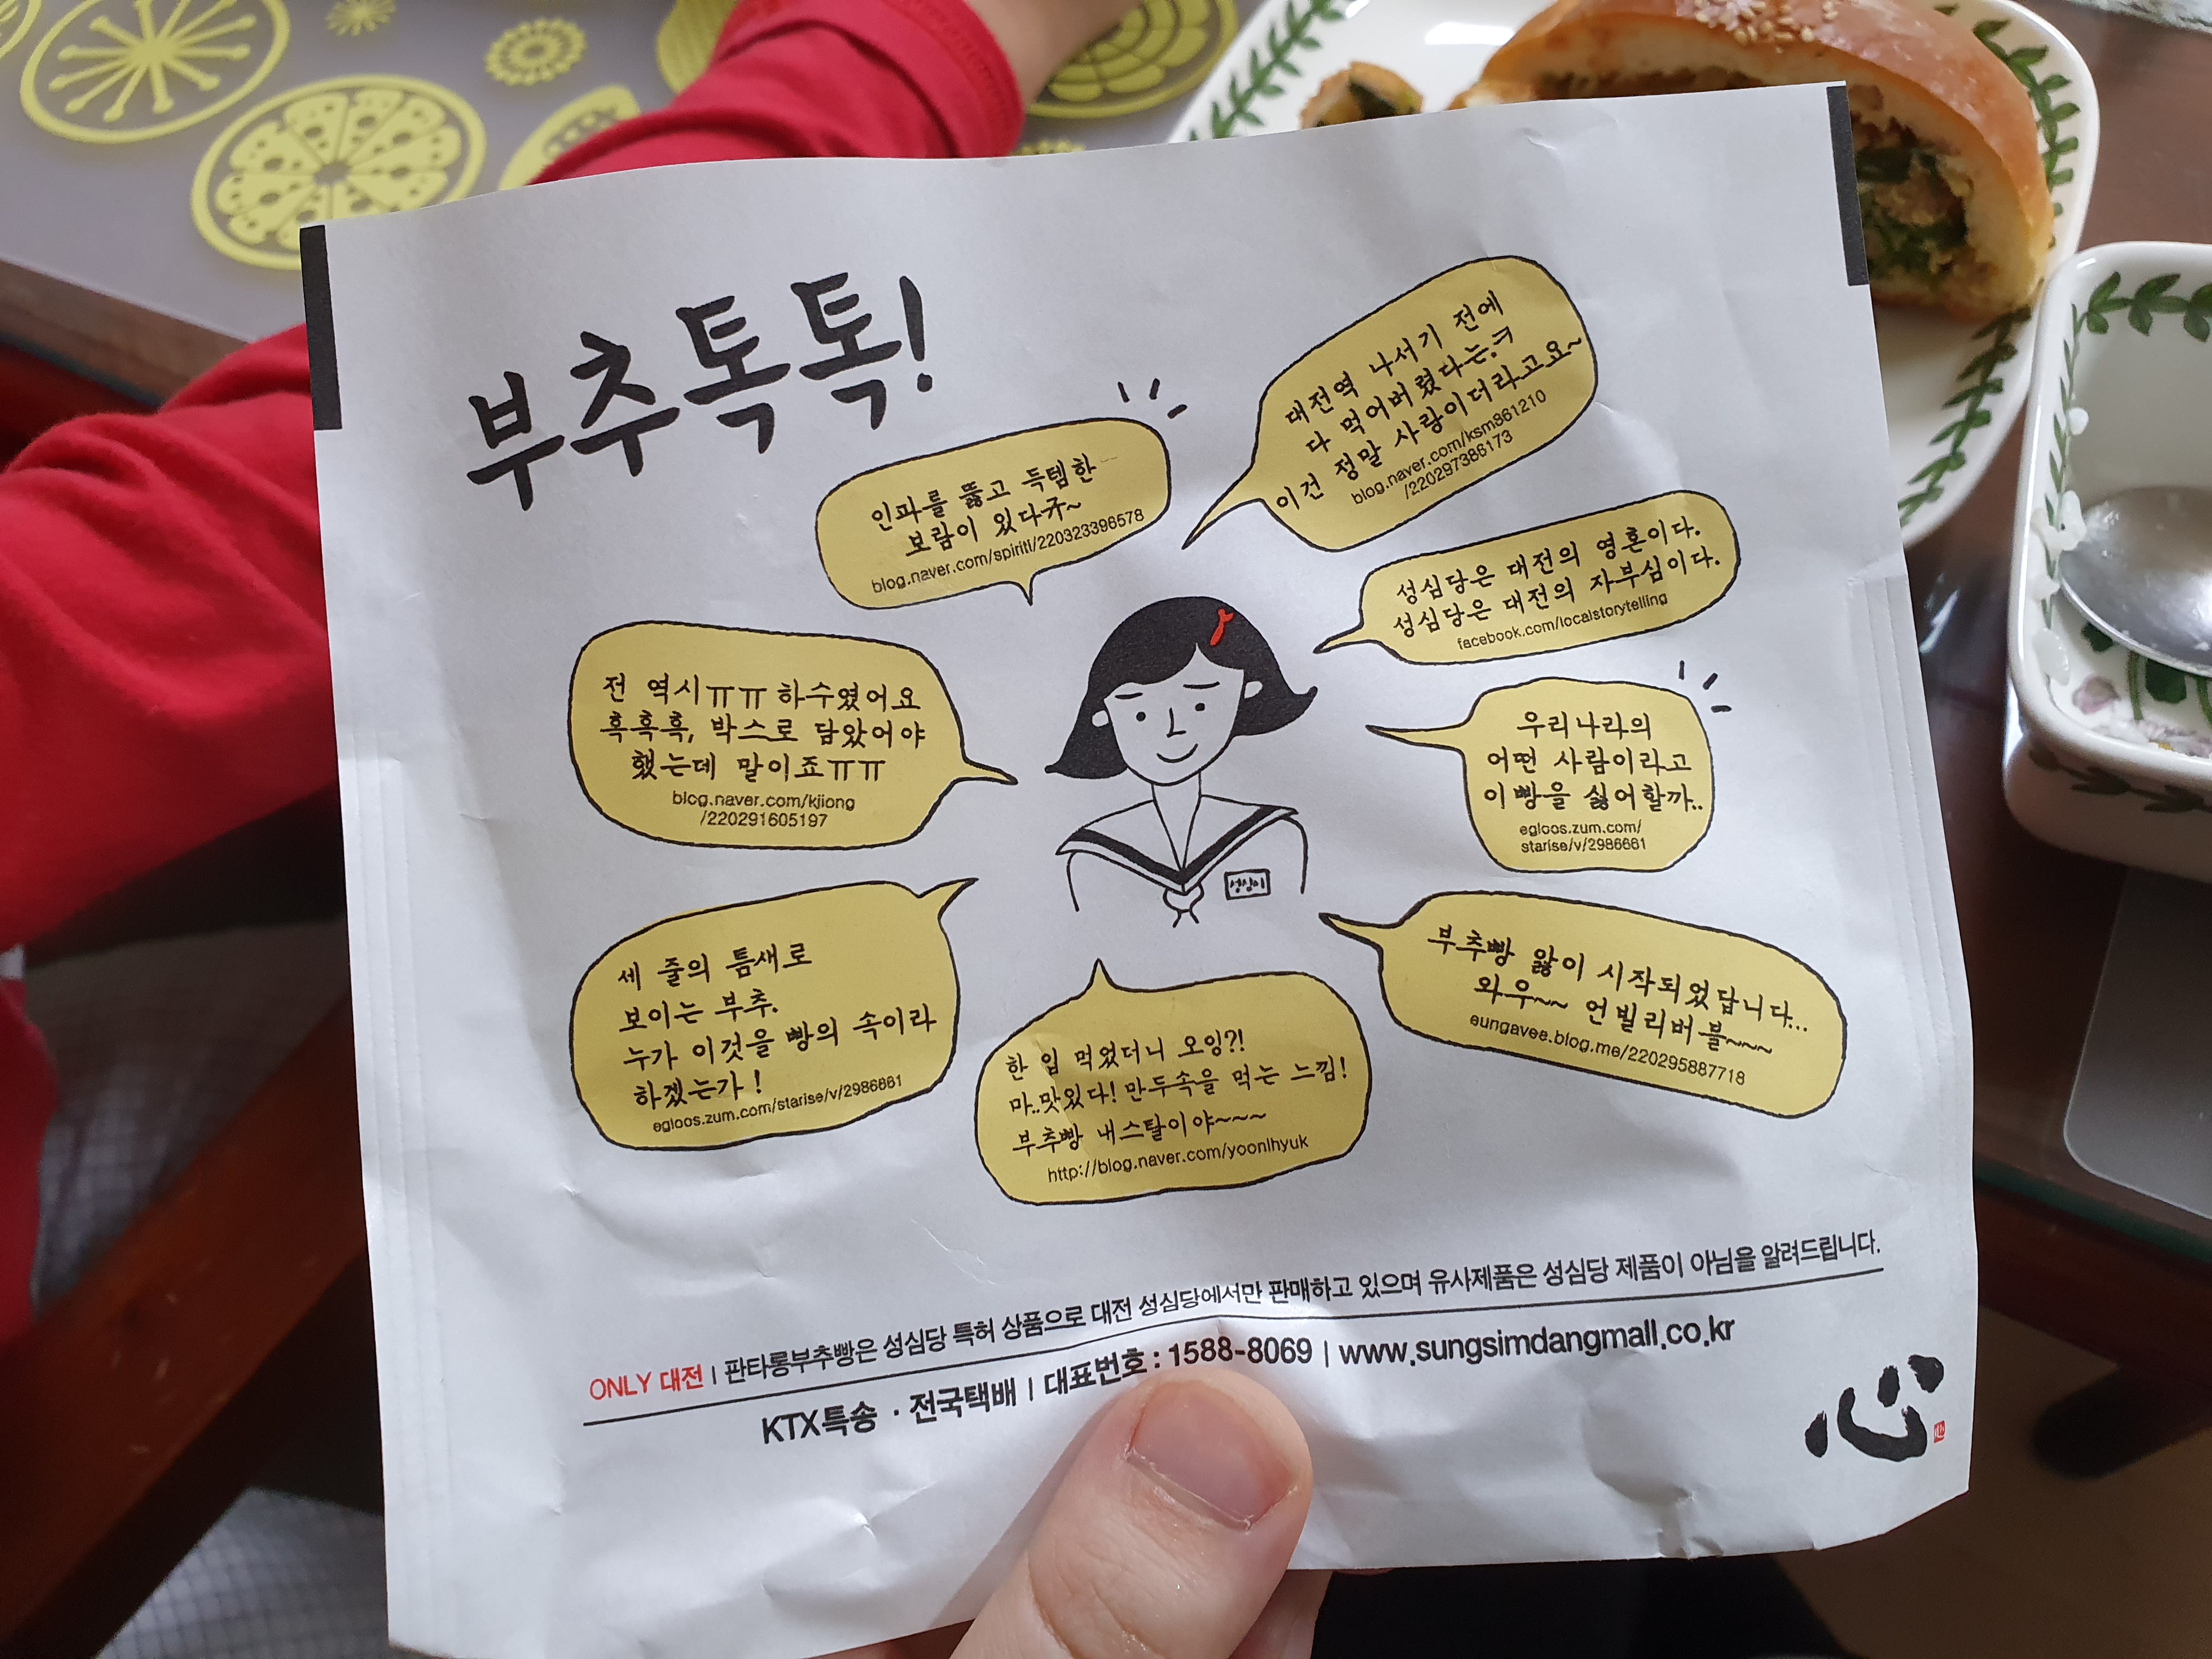 부추톡톡!
대전역 나서기 전에
다 먹어버렸다는.ㅋ
이건 정말 사랑이더라고요~
blog.naver.com/ksm861210
/220297386173
인파를 뚫고 득템한
보람이 있다규~
blog.naver.com/spiriti/220323398578
성심당은 대전의 영혼이다.
성심당은 대전의 자부심이다.
facebook.com/localstorytelling
전 역시ㅠㅠ 하수였어요
흑흑흑, 박스로 담았어야
했는데 말이죠ㅠㅠ
blog.naver.com/kjiong
/220291605197
우리나라의
어떤 사람이라고
이 빵을 싫어할까..
egloos.zum.com/
starise/v/2986681
성심이
세 줄의 틈새로
보이는 부추.
누가 이것을 빵의 속이라
하겠는가!
egloos.zum.com/starise/v/2986681
한 입 먹었더니 오잉?!
마..맛있다! 만두속을 먹는 느낌!
부추빵 내스탈이야~~~
http://blog.naver.com/yoonlhyuk
부추빵 앓이 시작되었답니다...
와우~~ 언빌리버블~~~
eungavee.blog.me/220295887718
ONLY 대전 | 판타롱부추빵은 성심당 특허 상품으로 대전 성심당에서만 판매하고 있으며 유사제품은 성심당 제품이 아님을 알려드립니다.
KTX특송 · 전국택배 | 대표번호 : 1588-8069 | www.sungsimdangmall.co.kr
心